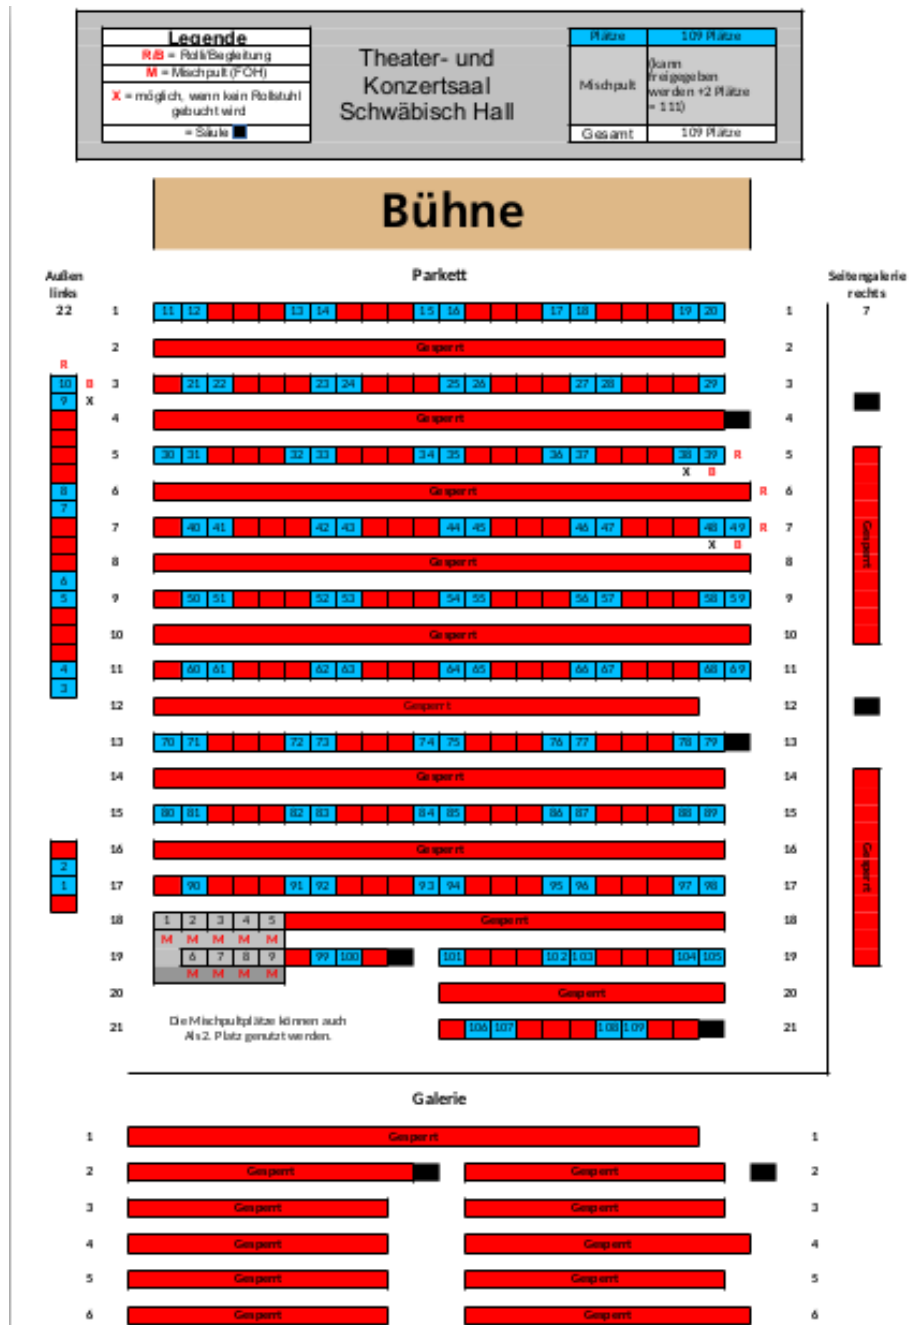 Legende
R/B = Rolli/Begleitung
M = Mischpult (FOH)
X = möglich, wenn kein Rollstuhl
gebucht wird
= Säule
Theater- und
Konzertsaal
Schwäbisch Hall
Plätze 109 Plätze
Mischpult
(kann
freigegeben
werden +2 Plätze
= 111)
Gesamt 109 Plätze
Bühne
Parkett
Außen
links
22
Seitengalerie
rechts
7
1 11 12 13 14 15 16 17 18 19 20 1
2 Gesperrt 2
R
10 B 3 21 22 23 24 25 26 27 28 29 3
9 X
4 Gesperrt 4
5 30 31 32 33 34 35 36 37 38 39 R 5
X B
8 6 Gesperrt R 6
7
7 40 41 42 43 44 45 46 47 48 49 R 7
X B
Gesperrt
8 Gesperrt 8
6
5 9 50 51 52 53 54 55 56 57 58 59 9
10 Gesperrt 10
4 11 60 61 62 63 64 65 66 67 68 69 11
3
12 Gesperrt 12
13 70 71 72 73 74 75 76 77 78 79 13
14 Gesperrt 14
15 80 81 82 83 84 85 86 87 88 89 15
16 Gesperrt 16
Gesperrt
2
1 17 90 91 92 93 94 95 96 97 98 17
18 1 2 3 4 5 Gesperrt 18
M M M M M
19 6 7 8 9 99 100 101 102 103 104 105 19
M M M M
20 Gesperrt 20
21 106 107 108 109 21
Die Mischpultplätze können auch
Als 2. Platz genutzt werden.
Galerie
1 Gesperrt 1
2 Gesperrt Gesperrt 2
3 Gesperrt Gesperrt 3
4 Gesperrt Gesperrt 4
5 Gesperrt Gesperrt 5
6 Gesperrt Gesperrt 6